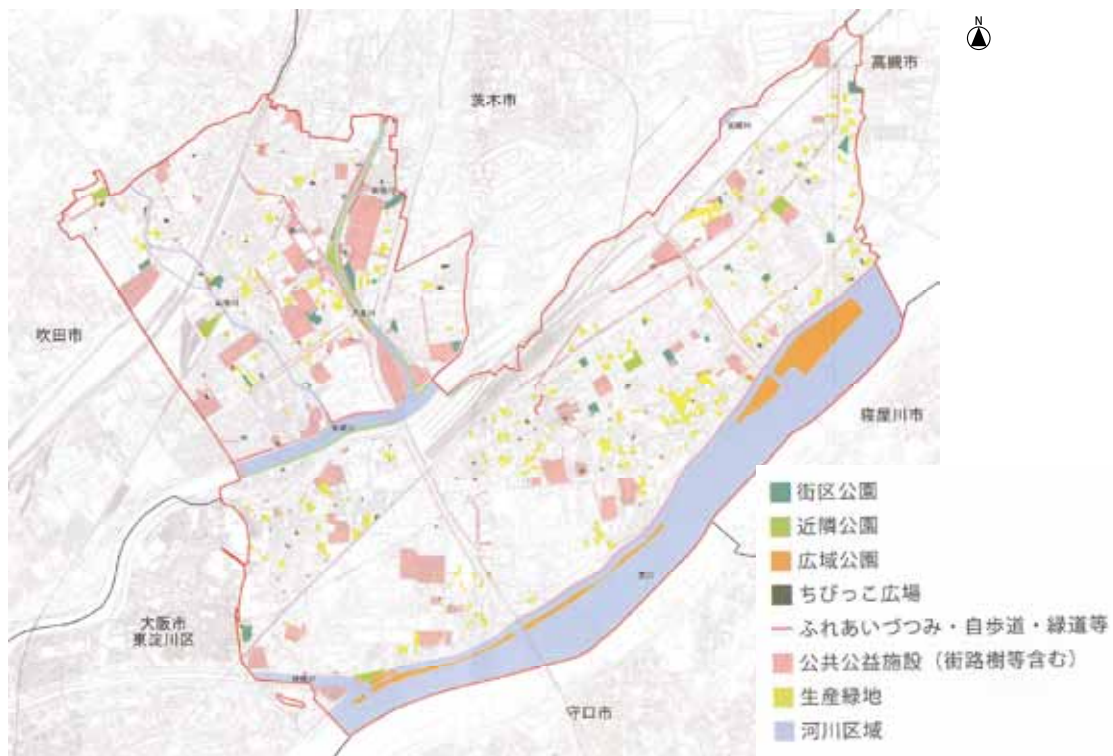 N
高槻市
茨木市
吹田市
寝屋川市
大阪市
東淀川区
守口市
淀川
街区公園
近隣公園
広域公園
ちびっこ広場
ふれあいづつみ・自歩道・緑道等
公共公益施設（街路樹等含む）
生産緑地
河川区域